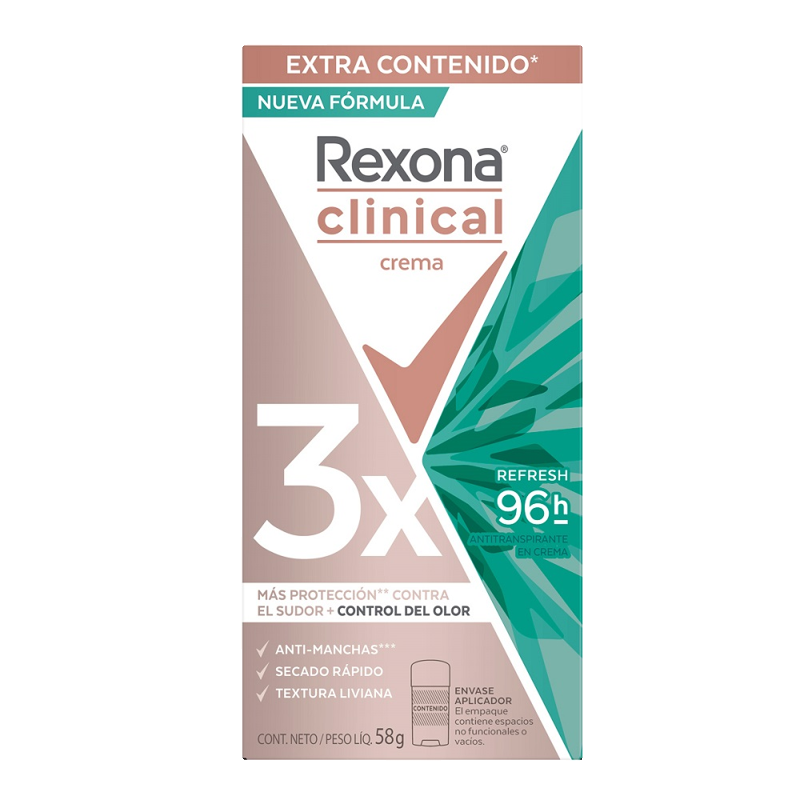 EXTRA CONTENIDO*
NUEVA FÓRMULA
Rexona®
clinical
crema
3x
REFRESH
96h
ANTITRANSPIRANTE
EN CREMA
MÁS PROTECCIÓN** CONTRA
EL SUDOR + CONTROL DEL OLOR
ANTI-MANCHAS***
SECADO RÁPIDO
TEXTURA LIVIANA
CONTENIDO
ENVASE
APLICADOR
El empaque
contiene espacios
no funcionales o
vacíos.
CONT. NETO / PESO LÍQ. 58g